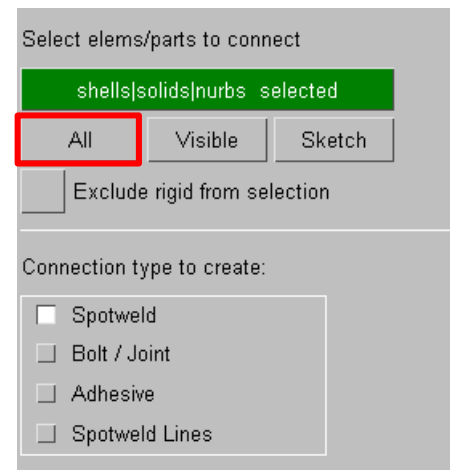 Select elems/parts to connect
shells|solids|nurbs selected
All Visible Sketch
Exclude rigid from selection
Connection type to create:
Spotweld
Bolt / Joint
Adhesive
Spotweld Lines